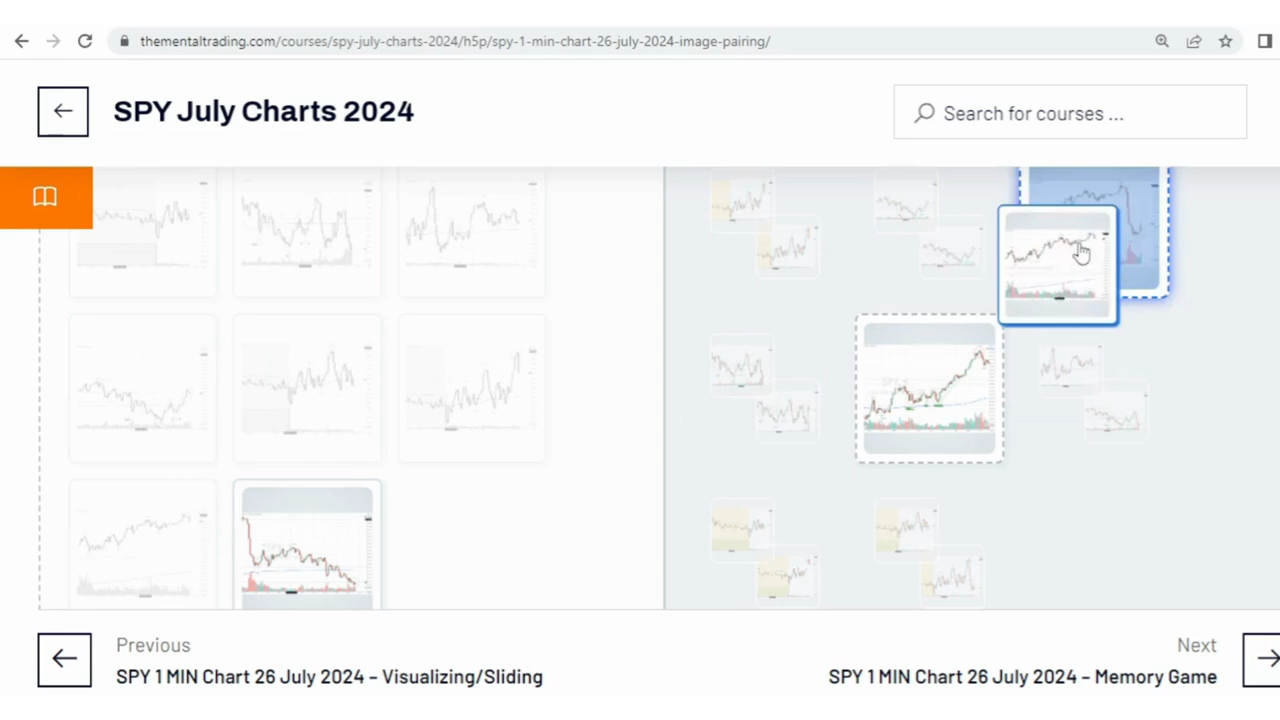 thementaltrading.com/courses/spy-july-charts-2024/h5p/spy-1-min-chart-26-july-2024-image-pairing/
SPY July Charts 2024
Search for courses ...
Previous
SPY 1 MIN Chart 26 July 2024 – Visualizing/Sliding
Next
SPY 1 MIN Chart 26 July 2024 – Memory Game